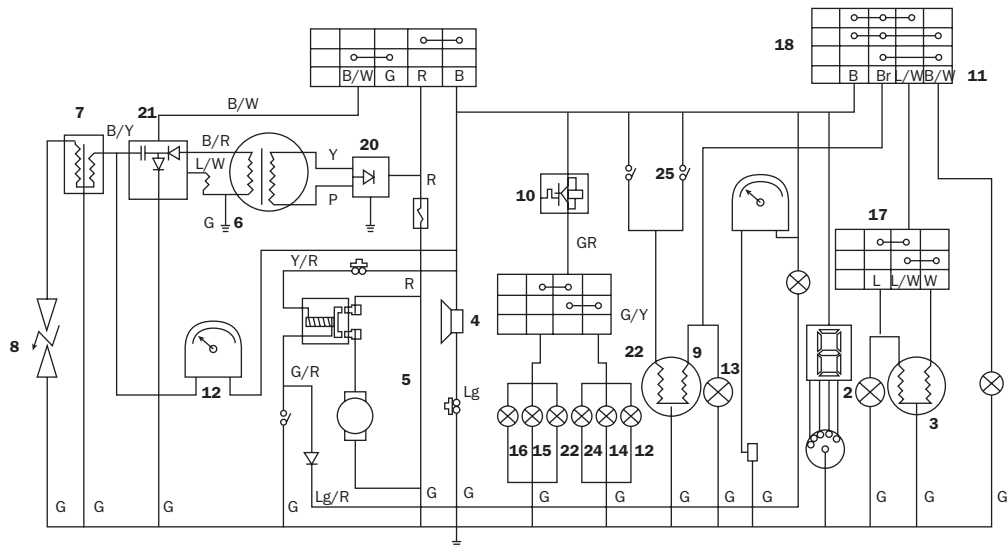 18
B/W G R B
B Br L/W B/W
11
7
21
B/W
B/Y
B/R
20
Y
L/W
25
R
10
P
17
G
6
GR
Y/R
L L/W W
R
G/Y
4
8
22
9
13
G/R
5
12
Lg
2
3
16
15
22
24
14
12
Lg/R
G
G
G
G
G
G
G
G
G
G
G
G
G
G